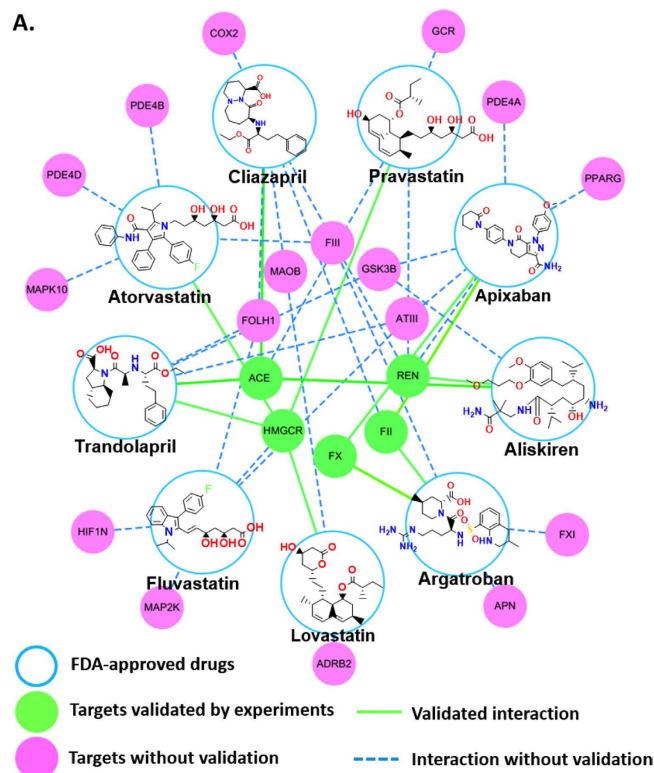 A.
COX2
GCR
PDE4B
PDE4A
Cliazapril
Pravastatin
PDE4D
PPARG
FIII
MAOB
GSK3B
MAPK10
Atorvastatin
Apixaban
FOLH1
ATIII
ACE
REN
Trandolapril
HMGCR
FII
Aliskiren
FX
HIF1N
FXI
Fluvastatin
Argatroban
MAP2K
APN
Lovastatin
ADRB2
FDA-approved drugs
Targets validated by experiments
Validated interaction
Targets without validation
Interaction without validation